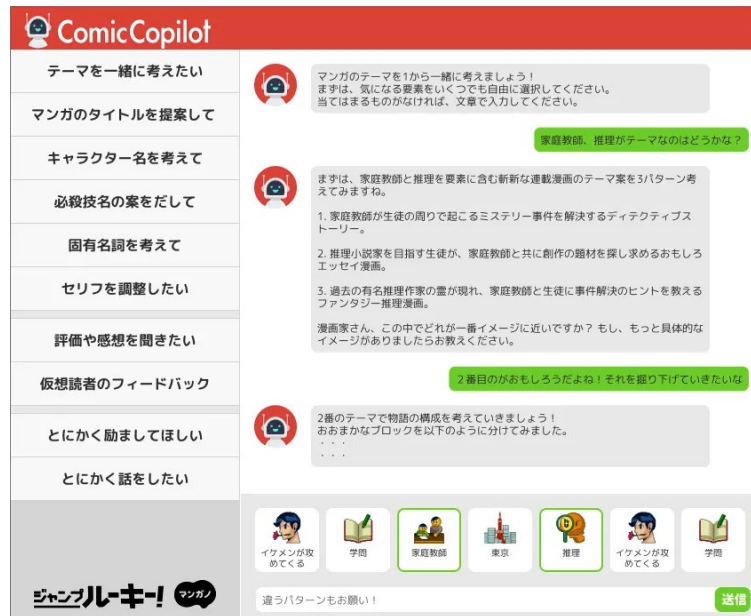 ComicCopilot
テーマを一緒に考えたい
マンガのタイトルを提案して
キャラクター名を考えて
必殺技名の案をだして
固有名詞を考えて
セリフを調整したい
評価や感想を聞きたい
仮想読者のフィードバック
とにかく励ましてほしい
とにかく話をしたい
ジャンプルーキー!
マンガノ
マンガのテーマを1から一緒に考えましょう！
まずは、気になる要素をいくつでも自由に選択してください。
当てはまるものがなければ、文章で入力してください。
家庭教師、推理がテーマなのはどうかな？
まずは、家庭教師と推理を要素に含む斬新な連載漫画のテーマ案を3パターン考
えてみますね。
1. 家庭教師が生徒の周りで起こるミステリー事件を解決するディテクティブス
トーリー。
2. 推理小説家を目指す生徒が、家庭教師と共に創作の題材を探し求めるおもしろ
エッセイ漫画。
3. 過去の有名推理作家の霊が現れ、家庭教師と生徒に事件解決のヒントを教える
ファンタジー推理漫画。
漫画家さん、この中でどれが一番イメージに近いですか？ もし、もっと具体的な
イメージがありましたらお教えください。
２番目のがおもしろうだよね！それを掘り下げていきたいな
2番のテーマで物語の構成を考えていきましょう！
おおまかなブロックを以下のように分けてみました。
・・・
・・・
イケメンが攻
めてくる
学問
家庭教師
東京
推理
イケメンが攻
めてくる
学問
違うパターンもお願い！
送信